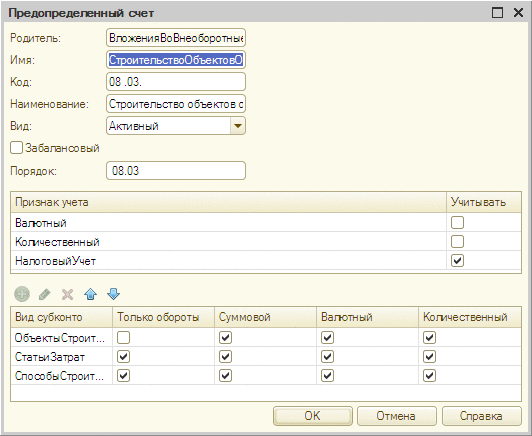 Предопределенный счет
Родитель: ВложенияВоВнеоборотные
Имя: СтроительствоОбъектовО
Код: 08 .03.
Наименование: Строительство объектов о
Вид: Активный
Забалансовый
Порядок: 08.03
Признак учета Учитывать
Валютный
Количественный
НалоговыйУчет
Вид субконто Только обороты Суммовой Валютный Количественный
ОбъектыСтроит...
СтатьиЗатрат
СпособыСтроит...
OK Отмена Справка